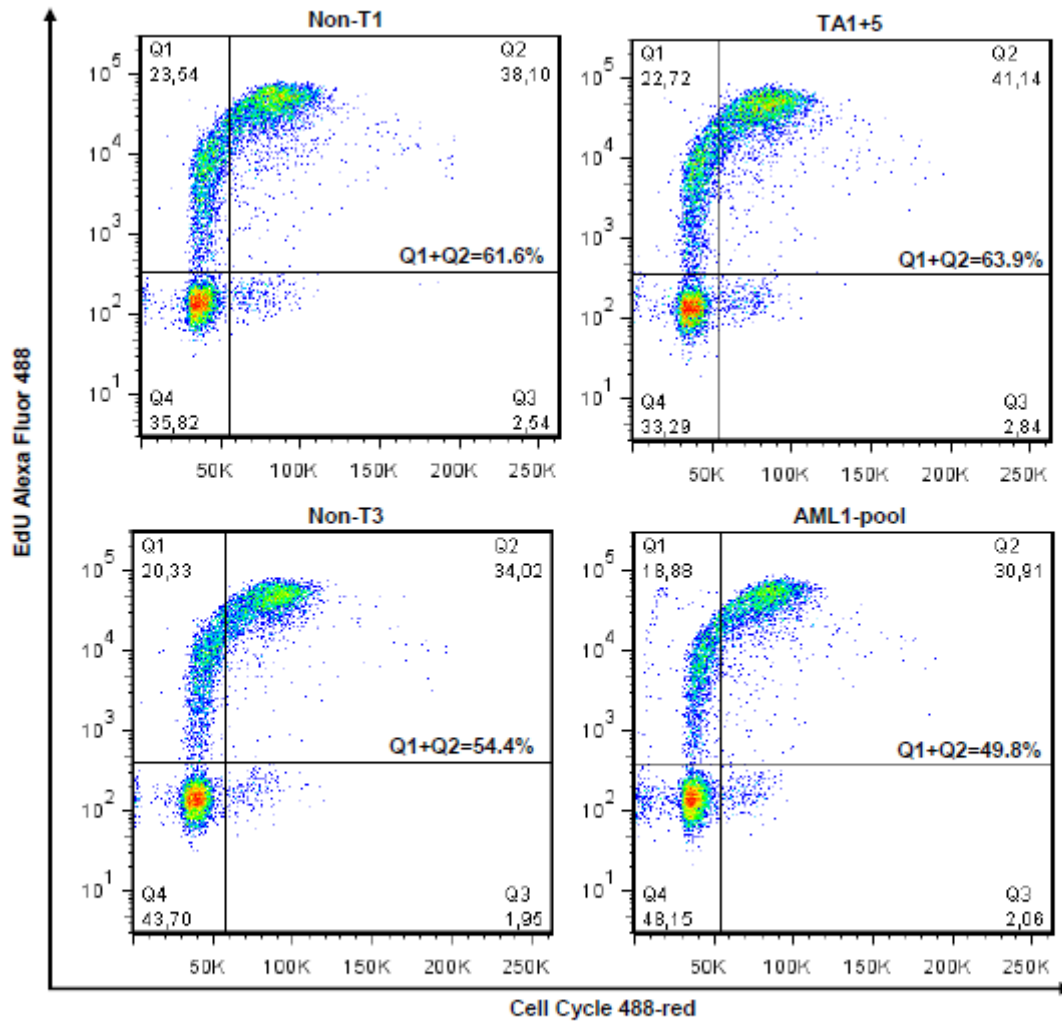 Non-T1
Q1
23,54
Q2
38,10
10^5
10^4
10^3
10^2
10^1
Q1+Q2=61.6%
Q4
35,82
Q3
2,54
50K 100K 150K 200K 250K
TA1+5
Q1
22,72
Q2
41,14
10^5
10^4
10^3
10^2
10^1
Q1+Q2=63.9%
Q4
33,29
Q3
2,84
50K 100K 150K 200K 250K
EdU Alexa Fluor 488
Non-T3
Q1
20,33
Q2
34,02
10^5
10^4
10^3
10^2
10^1
Q1+Q2=54.4%
Q4
43,70
Q3
1,95
50K 100K 150K 200K 250K
AML1-pool
Q1
18,88
Q2
30,91
10^5
10^4
10^3
10^2
10^1
Q1+Q2=49.8%
Q4
48,15
Q3
2,06
50K 100K 150K 200K 250K
Cell Cycle 488-red